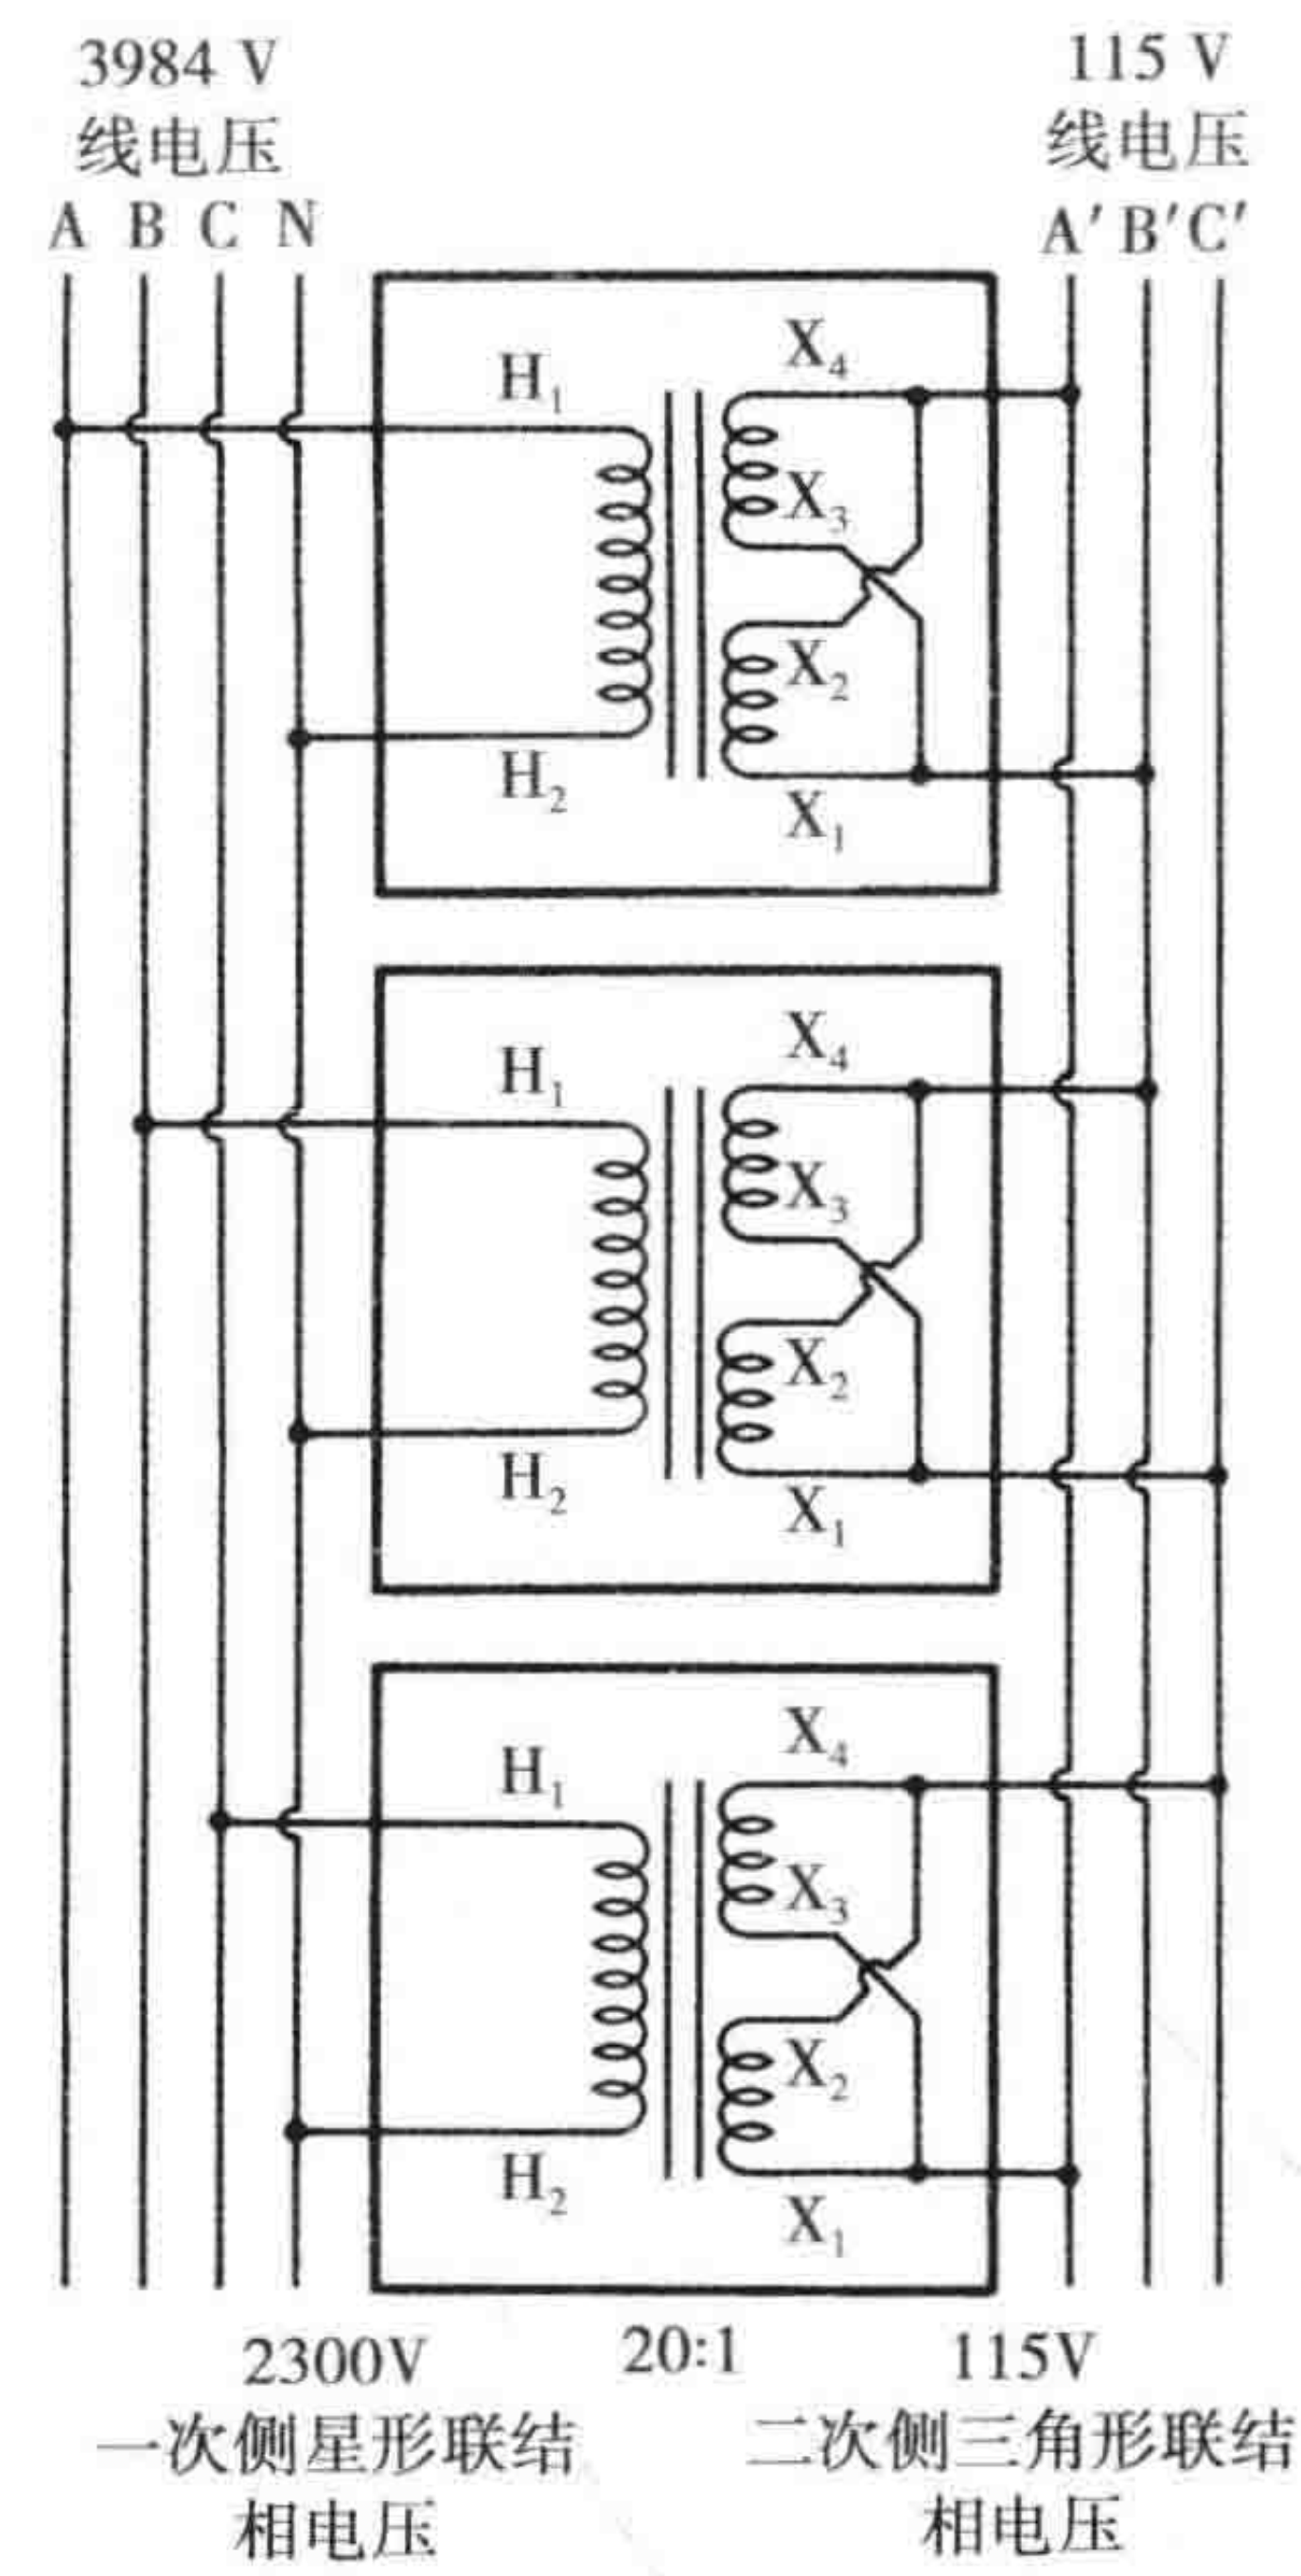 3984 V
线电压
A B C N
115 V
线电压
A′ B′ C′
H₁
H₂
X₄
X₃
X₂
X₁
H₁
H₂
X₄
X₃
X₂
X₁
H₁
H₂
X₄
X₃
X₂
X₁
2300V
一次侧星形联结
相电压
20:1
115V
二次侧三角形联结
相电压